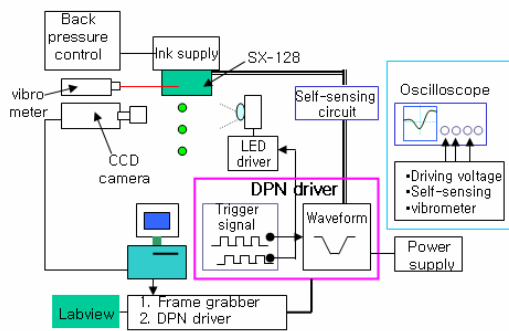 Back
pressure
control
Ink supply
SX-128
vibro
meter
CCD
camera
LED
driver
Self-sensing
circuit
Oscilloscope
▪Driving voltage
▪Self-sensing
▪vibrometer
DPN driver
Trigger
signal
Waveform
Power
supply
Labview
1. Frame grabber
2. DPN driver